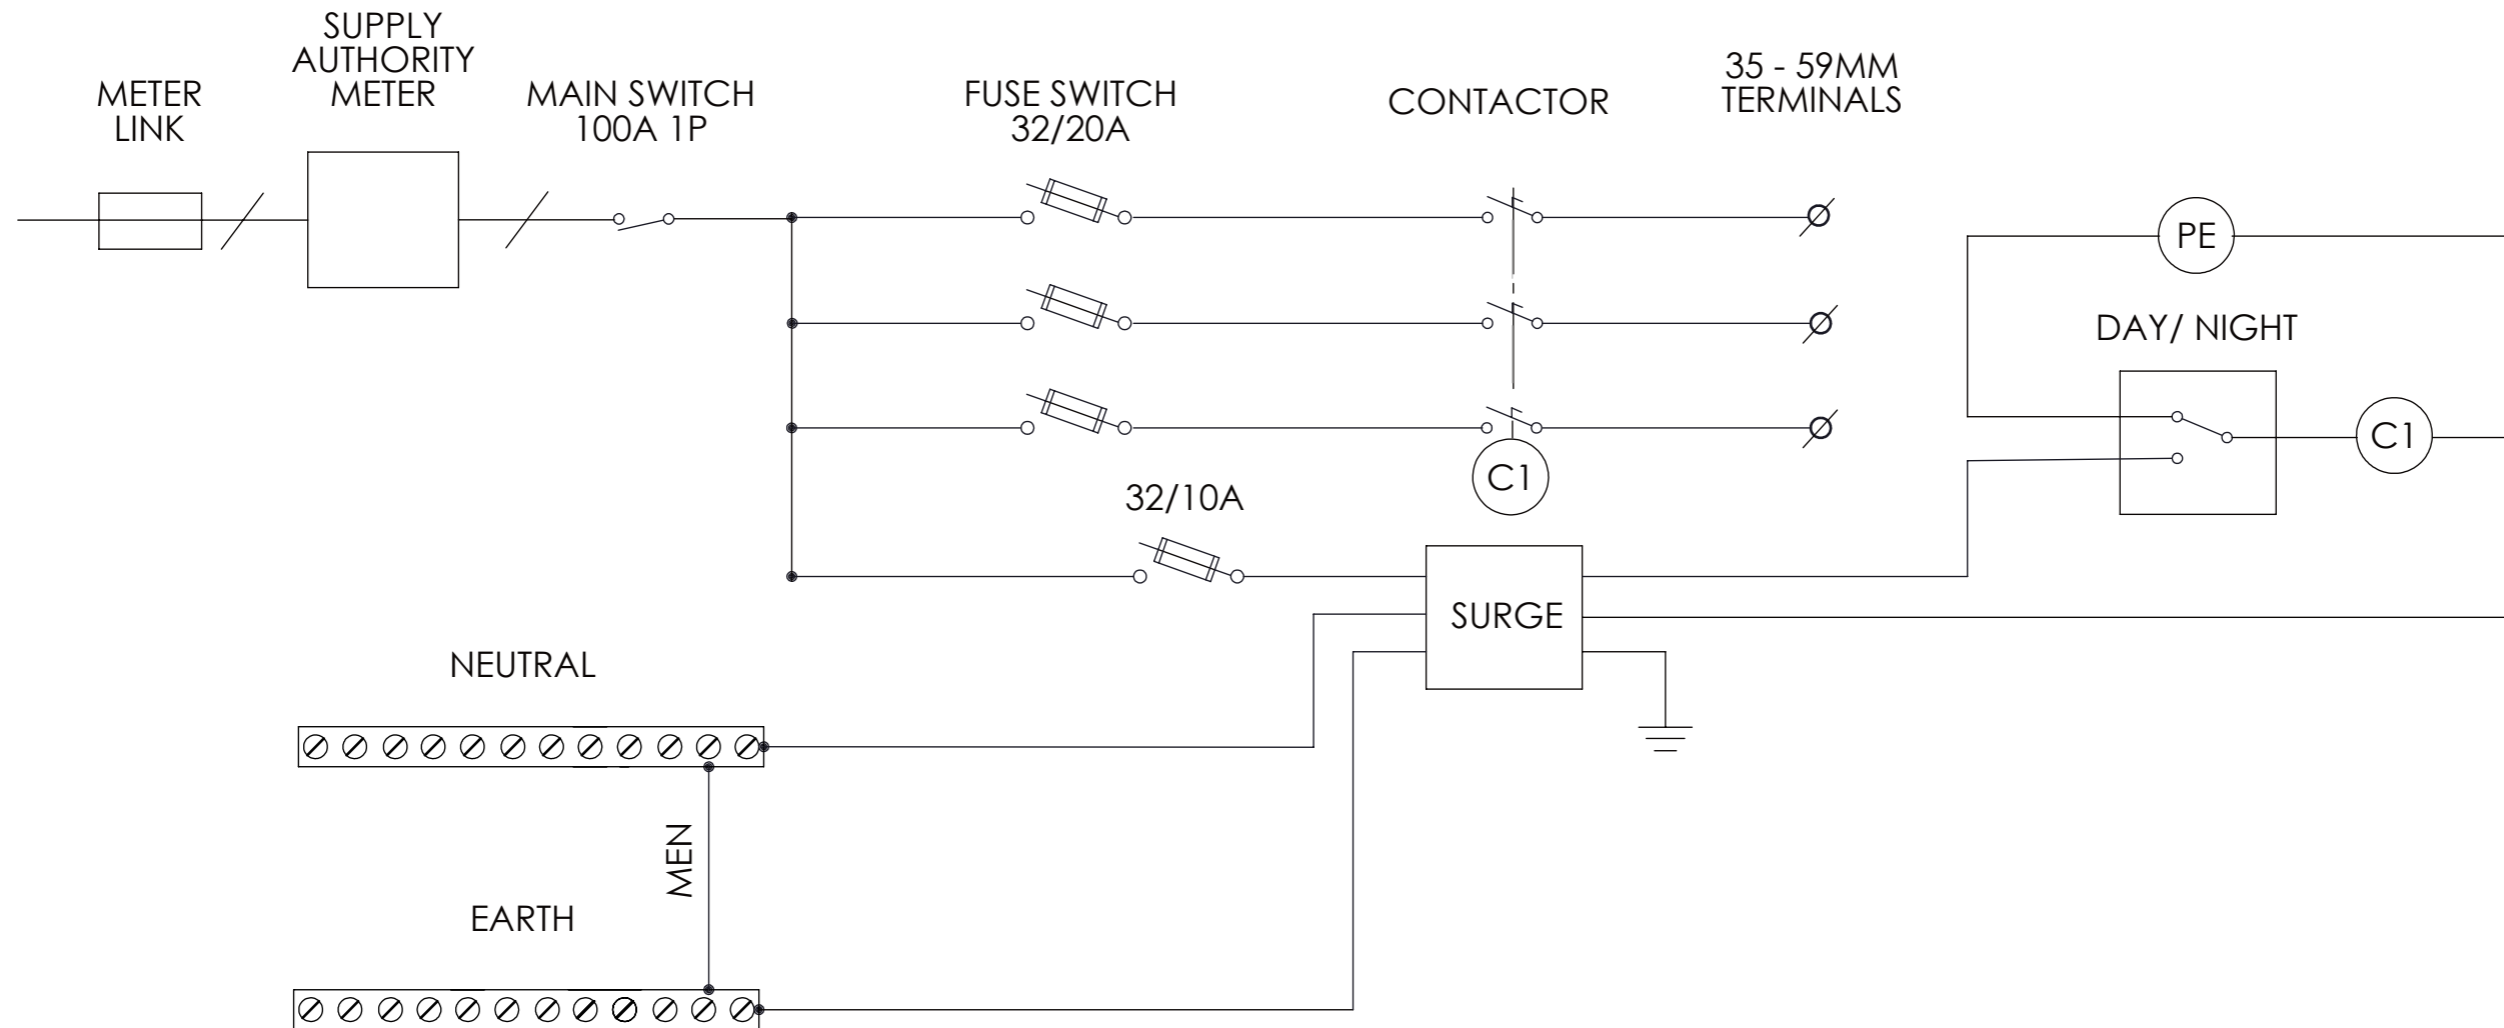 METER
LINK
SUPPLY
AUTHORITY
METER
MAIN SWITCH
100A 1P
FUSE SWITCH
32/20A
CONTACTOR
35 - 59MM
TERMINALS
PE
DAY/ NIGHT
C1
C1
32/10A
SURGE
NEUTRAL
MEN
EARTH